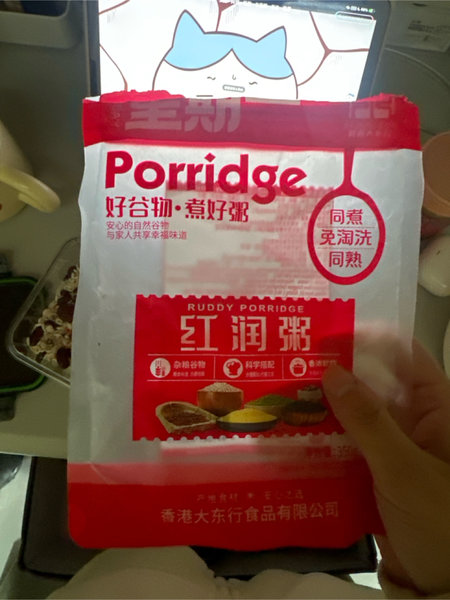 Porridge
好谷物·煮好粥
安心的自然谷物
与家人共享幸福味道
同煮
免淘洗
同熟
RUDDY PORRIDGE
红润粥
杂粮谷物
科学搭配
香浓
香港大东行食品有限公司